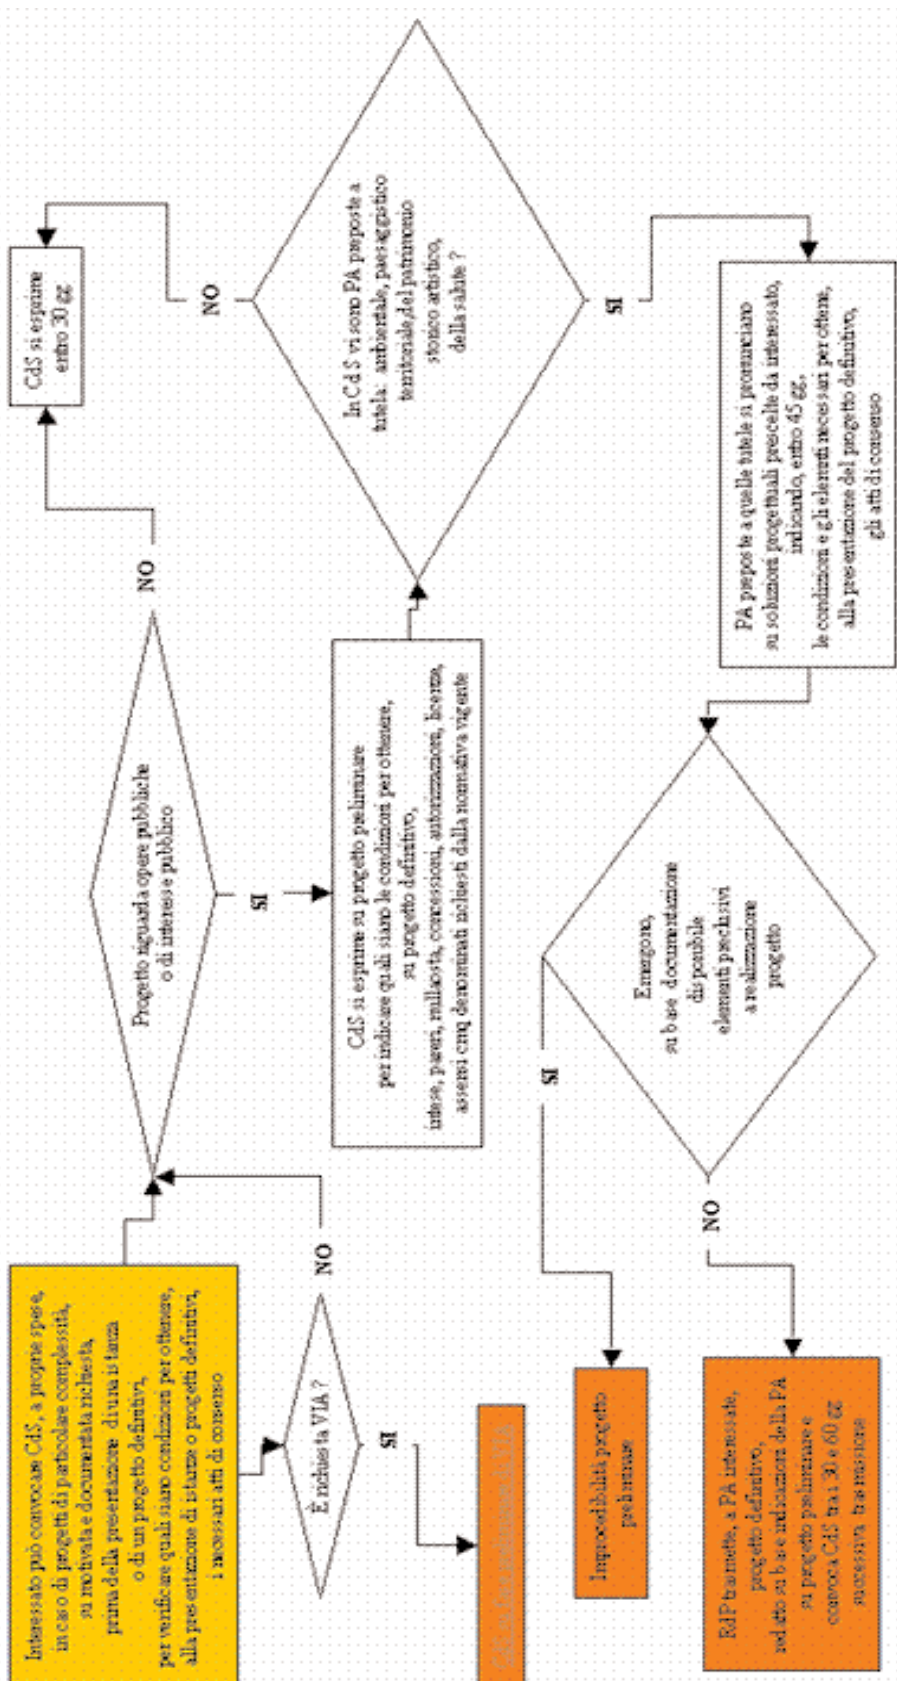 Interessato può convocare CdS, a proprie spese,
in caso di progetti di particolare complessità,
su motivata e documentata richiesta,
prima della presentazione di una istanza
o di un progetto definitivi,
per verificare quali siano condizioni per ottenere,
alla presentazione di istanze o progetti definitivi,
i necessari atti di consenso
È richiesta VIA ?
NO
SI
Improcedibilità progetto
preliminare
RdP trasmette, a PA interessate,
progetto definitivo,
redatto su base indicazioni della PA
su progetto preliminare e
convoca CdS tra i 30 e 60 gg
successiva trasmissione
Progetto riguarda opere pubbliche
o di interesse pubblico
NO
SI
CdS si esprime su progetto preliminare
per indicare quali siano le condizioni per ottenere,
su progetto definitivo,
intese, pareri, nullaosta, concessioni, autorizzazioni, licenze,
assensi cmq denominati richiesti dalla normativa vigente
Emergono,
su base documentazione
disponibile
elementi preclusivi
a realizzazione
progetto
SI
NO
CdS si esprime
entro 30 gg
In CdS vi sono PA preposte a
tutela ambientale, paesaggistico
territoriale,del patrimonio
storico artistico,
della salute ?
NO
SI
PA preposte a quelle tutele si pronunciano
su soluzioni progettuali prescelte da interessato,
indicando, entro 45 gg,
le condizioni e gli elementi necessari per ottenere,
alla presentazione del progetto definitivo,
gli atti di consenso